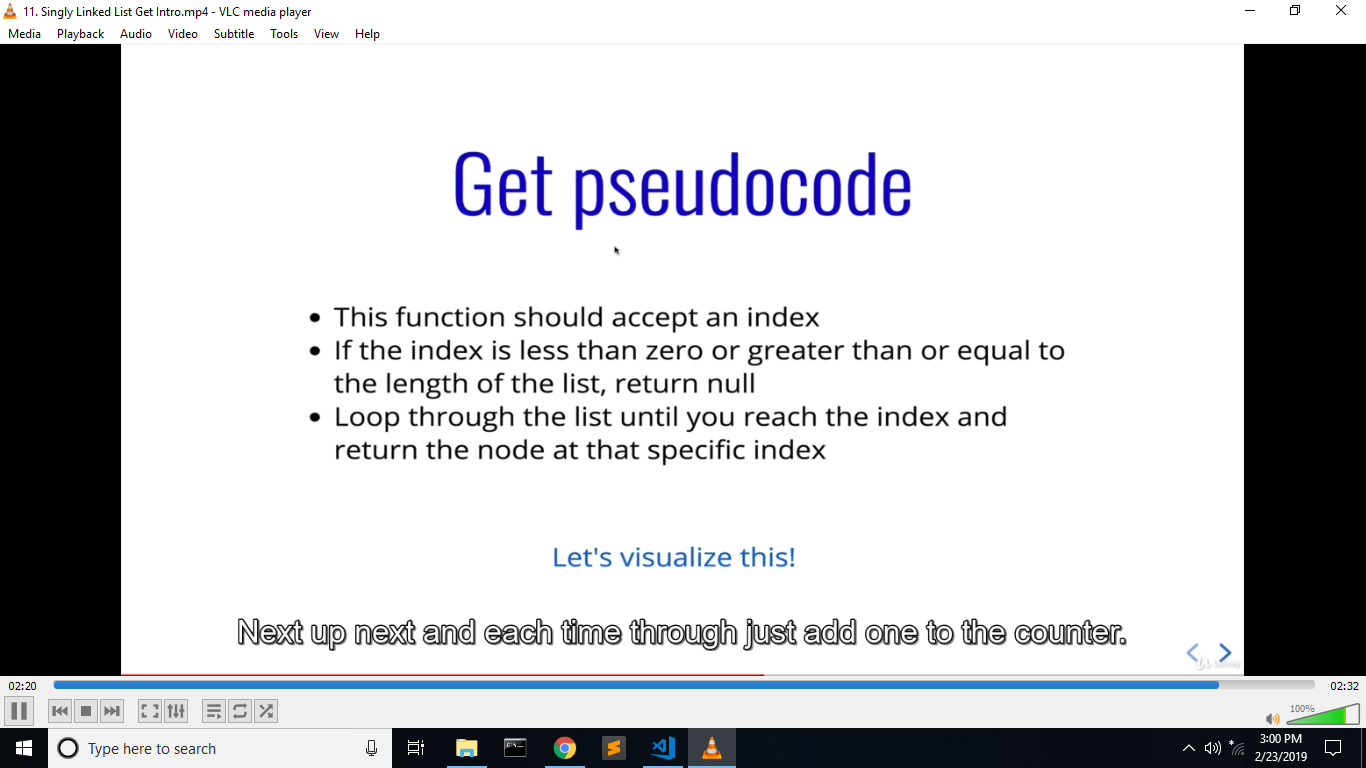 11. Singly Linked List Get Intro.mp4 - VLC media player
Media Playback Audio Video Subtitle Tools View Help
Get pseudocode
• This function should accept an index
• If the index is less than zero or greater than or equal to
the length of the list, return null
• Loop through the list until you reach the index and
return the node at that specific index
Let's visualize this!
Next up next and each time through just add one to the counter.
02:20
02:32
100%
Type here to search
3:00 PM
2/23/2019